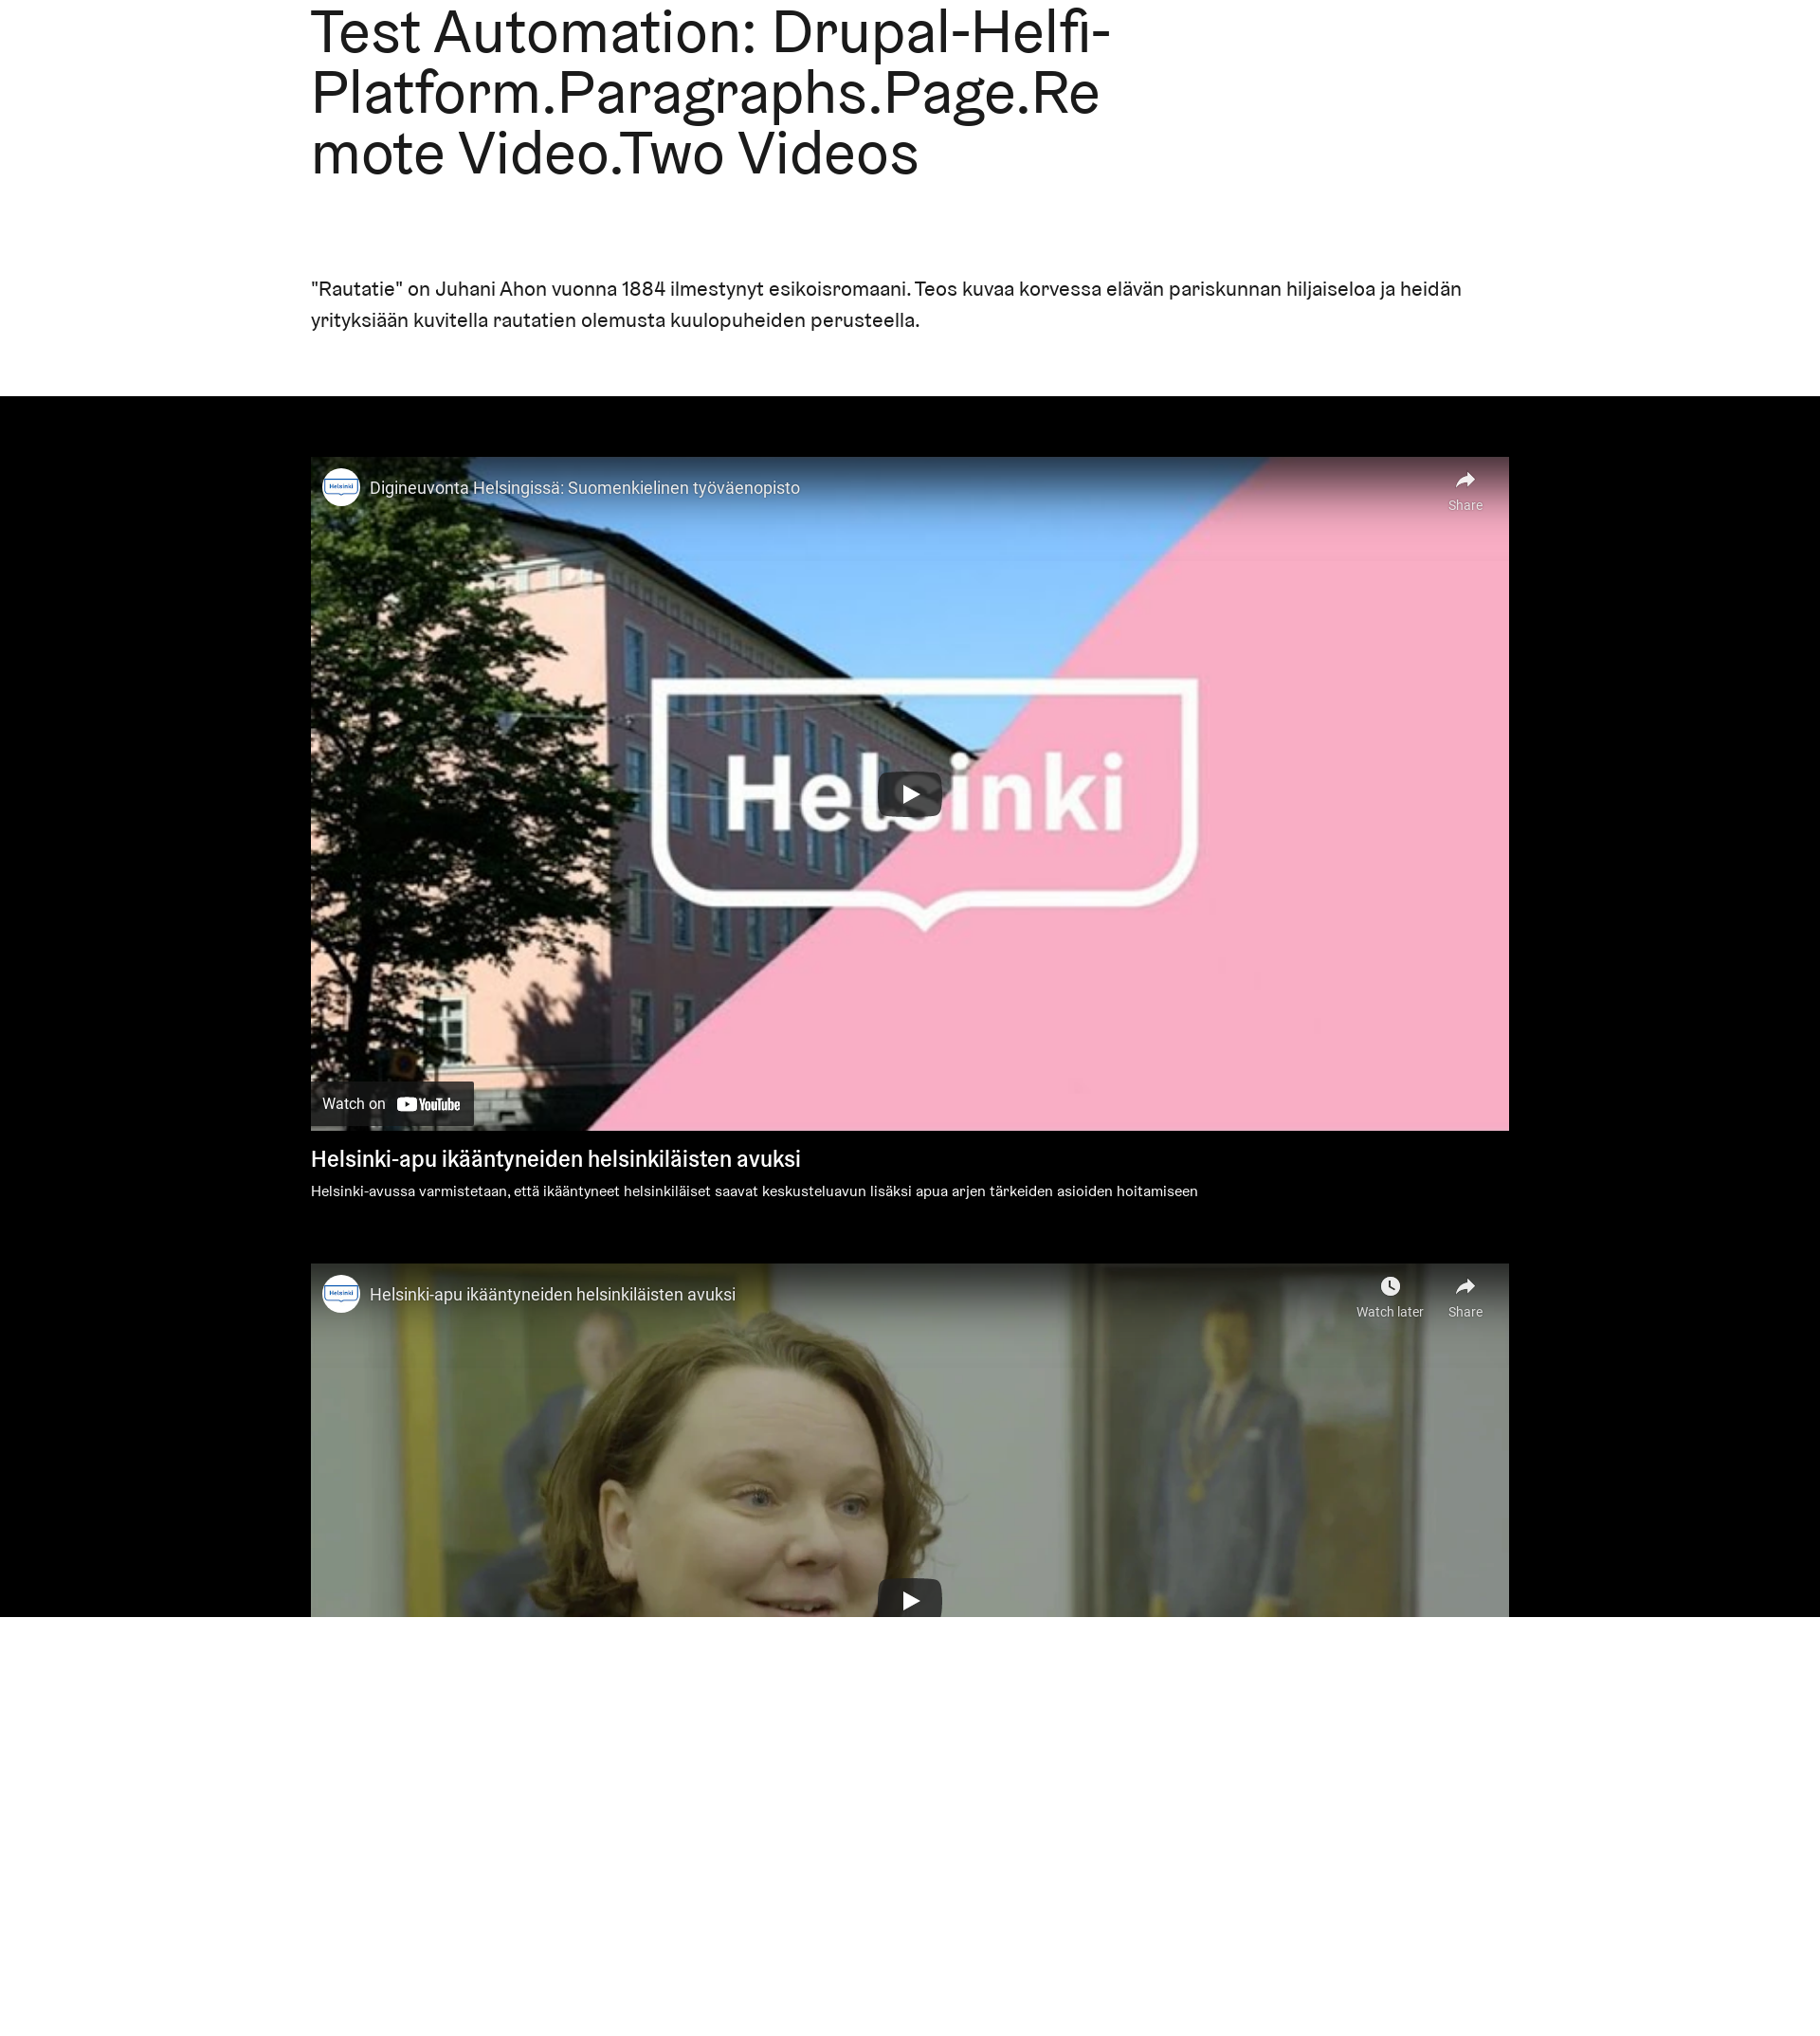 Test Automation: Drupal-Helfi-
Platform.Paragraphs.Page.Re
mote Video.Two Videos
"Rautatie" on Juhani Ahon vuonna 1884 ilmestynyt esikoisromaani. Teos kuvaa korvessa elävän pariskunnan hiljaiseloa ja heidän
yrityksiään kuvitella rautatien olemusta kuulopuheiden perusteella.
Helsinki
Digineuvonta Helsingissä: Suomenkielinen työväenopisto
Share
Helsinki
Watch on YouTube
Helsinki-apu ikääntyneiden helsinkiläisten avuksi
Helsinki-avussa varmistetaan, että ikääntyneet helsinkiläiset saavat keskusteluavun lisäksi apua arjen tärkeiden asioiden hoitamiseen
Helsinki
Helsinki-apu ikääntyneiden helsinkiläisten avuksi
Watch later
Share